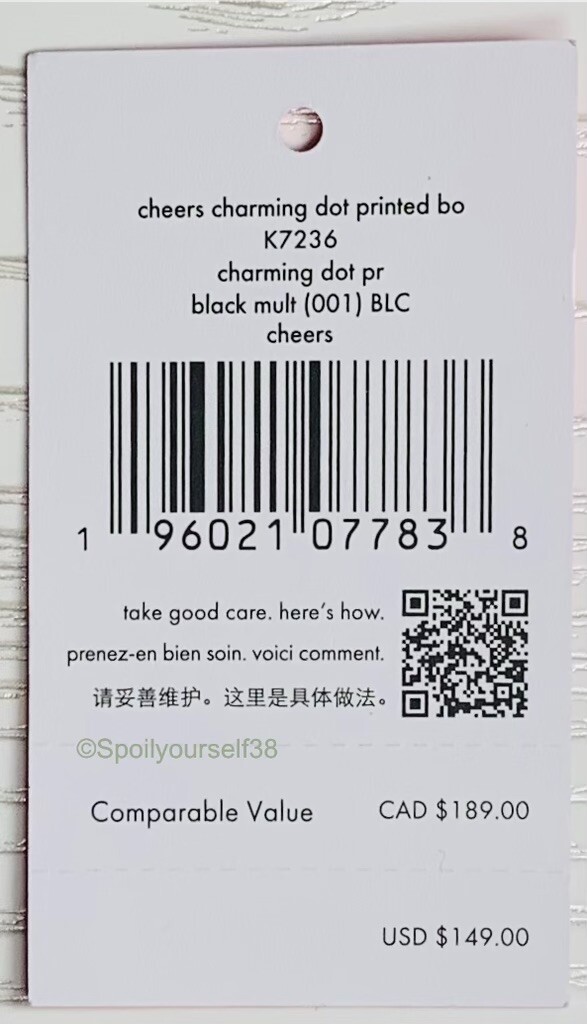 cheers charming dot printed bo
K7236
charming dot pr
black mult (001) BLC
cheers
1 96021 07783 8
take good care. here's how.
prenez-en bien soin. voici comment.
请妥善维护。这里是具体做法。
©Spoilyourself38
Comparable Value CAD $189.00
USD $149.00